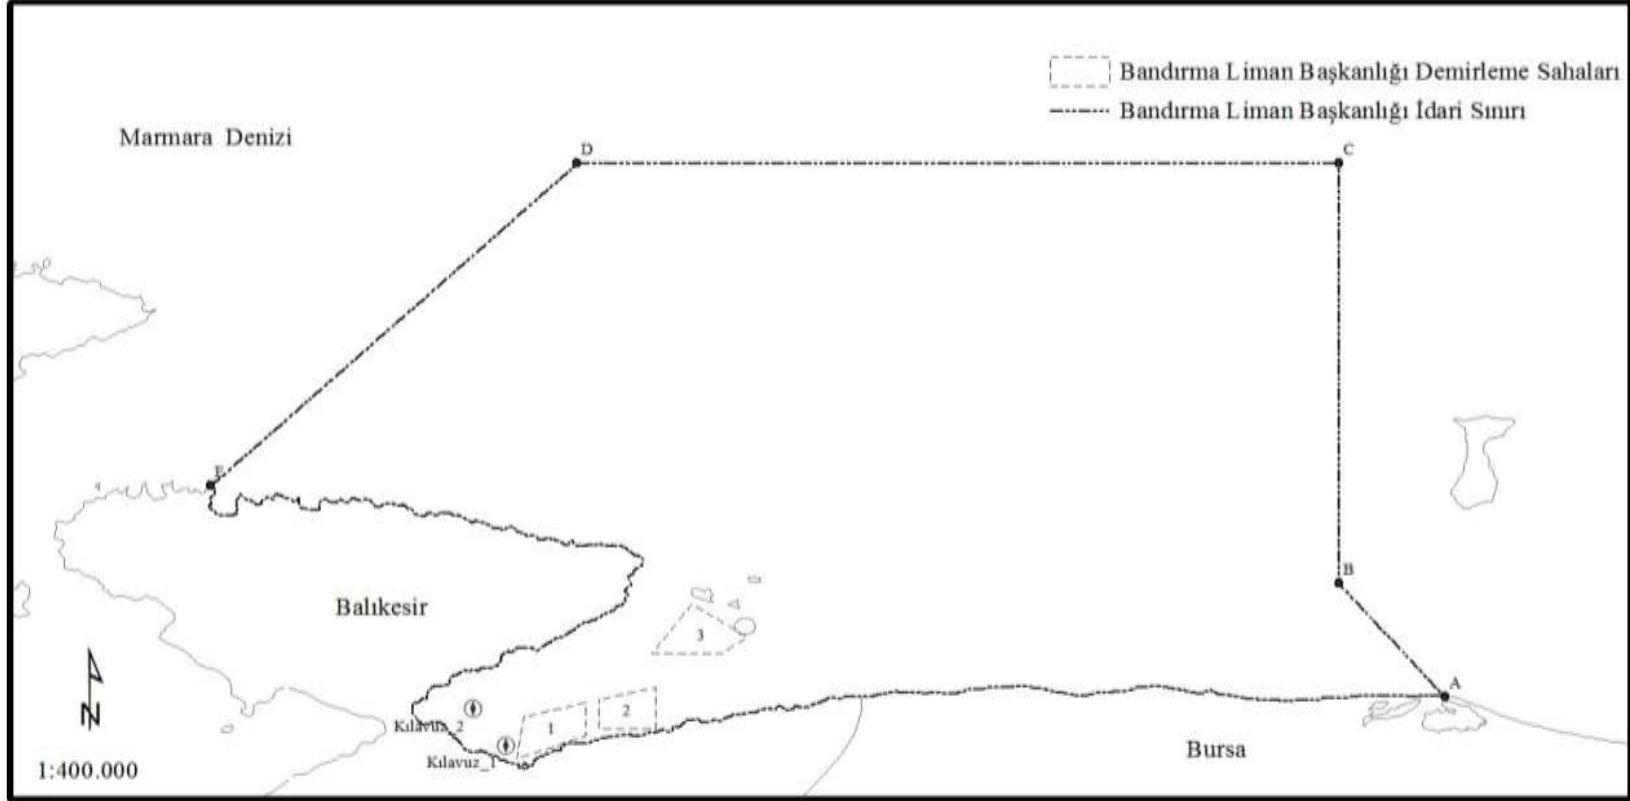 Bandırma Liman Başkanlığı Demirleme Sahaları
Bandırma Liman Başkanlığı İdari Sınırı
Marmara Denizi
D
C
E
B
Balıkesir
3
A
2
1
Kılavuz_2
N
Kılavuz_1
Bursa
1:400.000